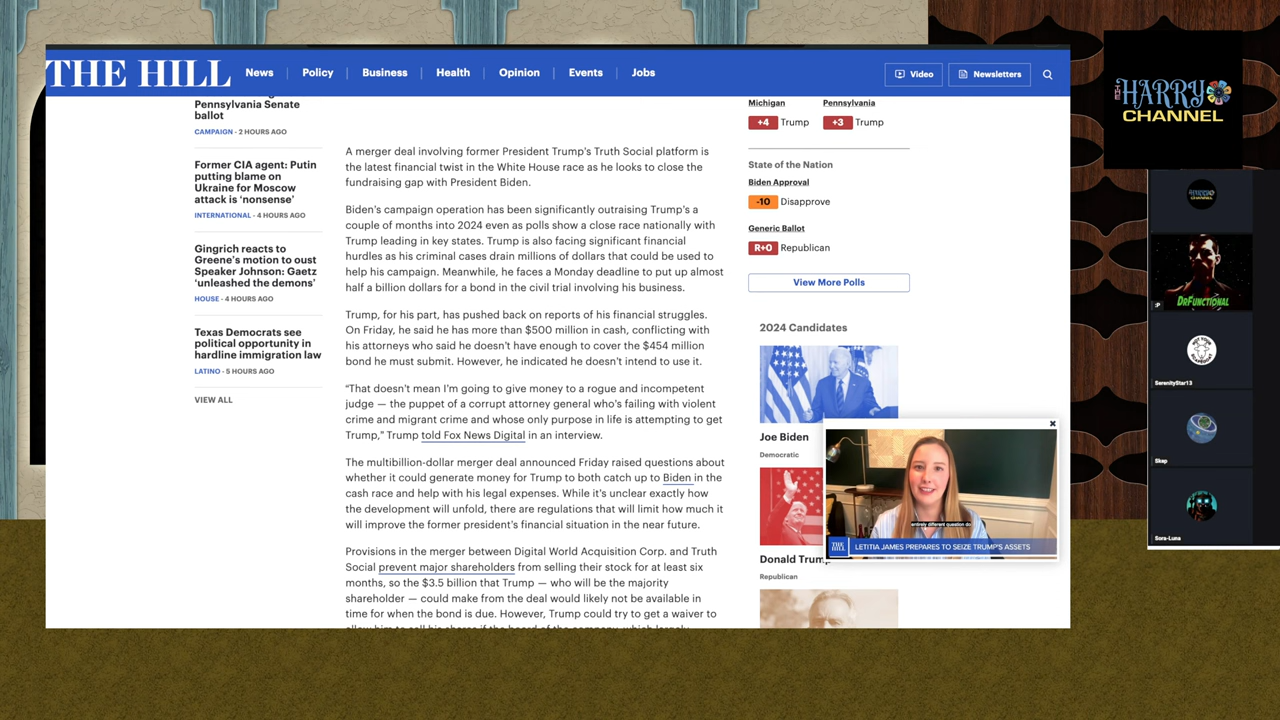 THE HILL
News
Policy
Business
Health
Opinion
Events
Jobs
Video
Newsletters
Pennsylvania Senate
ballot
CAMPAIGN - 2 HOURS AGO
Former CIA agent: Putin
putting blame on
Ukraine for Moscow
attack is ‘nonsense’
INTERNATIONAL - 4 HOURS AGO
Gingrich reacts to
Greene’s motion to oust
Speaker Johnson: Gaetz
‘unleashed the demons’
HOUSE - 4 HOURS AGO
Texas Democrats see
political opportunity in
hardline immigration law
LATINO - 5 HOURS AGO
VIEW ALL
A merger deal involving former President Trump’s Truth Social platform is
the latest financial twist in the White House race as he looks to close the
fundraising gap with President Biden.
Biden’s campaign operation has been significantly outraising Trump’s a
couple of months into 2024 even as polls show a close race nationally with
Trump leading in key states. Trump is also facing significant financial
hurdles as his criminal cases drain millions of dollars that could be used to
help his campaign. Meanwhile, he faces a Monday deadline to put up almost
half a billion dollars for a bond in the civil trial involving his business.
Trump, for his part, has pushed back on reports of his financial struggles.
On Friday, he said he has more than $500 million in cash, conflicting with
his attorneys who said he doesn’t have enough to cover the $454 million
bond he must submit. However, he indicated he doesn’t intend to use it.
“That doesn’t mean I’m going to give money to a rogue and incompetent
judge — the puppet of a corrupt attorney general who’s failing with violent
crime and migrant crime and whose only purpose in life is attempting to get
Trump,” Trump told Fox News Digital in an interview.
The multibillion-dollar merger deal announced Friday raised questions about
whether it could generate money for Trump to both catch up to Biden in the
cash race and help with his legal expenses. While it’s unclear exactly how
the development will unfold, there are regulations that will limit how much it
will improve the former president’s financial situation in the near future.
Provisions in the merger between Digital World Acquisition Corp. and Truth
Social prevent major shareholders from selling their stock for at least six
months, so the $3.5 billion that Trump — who will be the majority
shareholder — could make from the deal would likely not be available in
time for when the bond is due. However, Trump could try to get a waiver to
Michigan
Pennsylvania
+4 Trump
+3 Trump
State of the Nation
Biden Approval
-10 Disapprove
Generic Ballot
R+0 Republican
View More Polls
2024 Candidates
Joe Biden
Democratic
Donald Trump
Republican
entirely different question do
THE HILL
LETITIA JAMES PREPARES TO SEIZE TRUMP'S ASSETS
THE HARRY
CHANNEL
DRFUNCTIONAL
:P
SerenityStar13
Skep
Sora-Luna